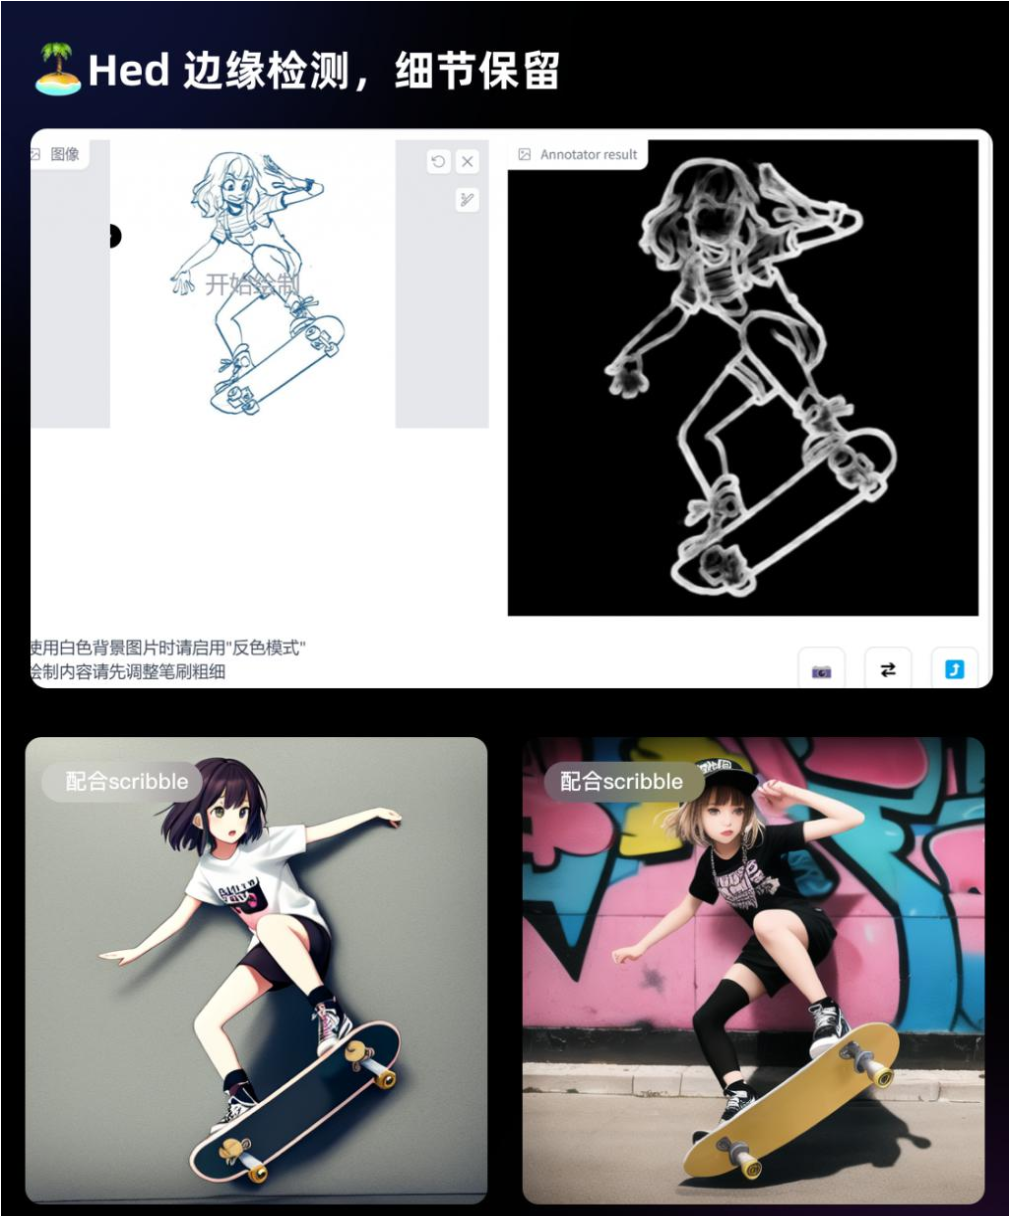 Hed 边缘检测，细节保留
图像
Annotator result
开始绘制
使用白色背景图片时请启用"反色模式"
绘制内容请先调整笔刷粗细
配合scribble
配合scribble